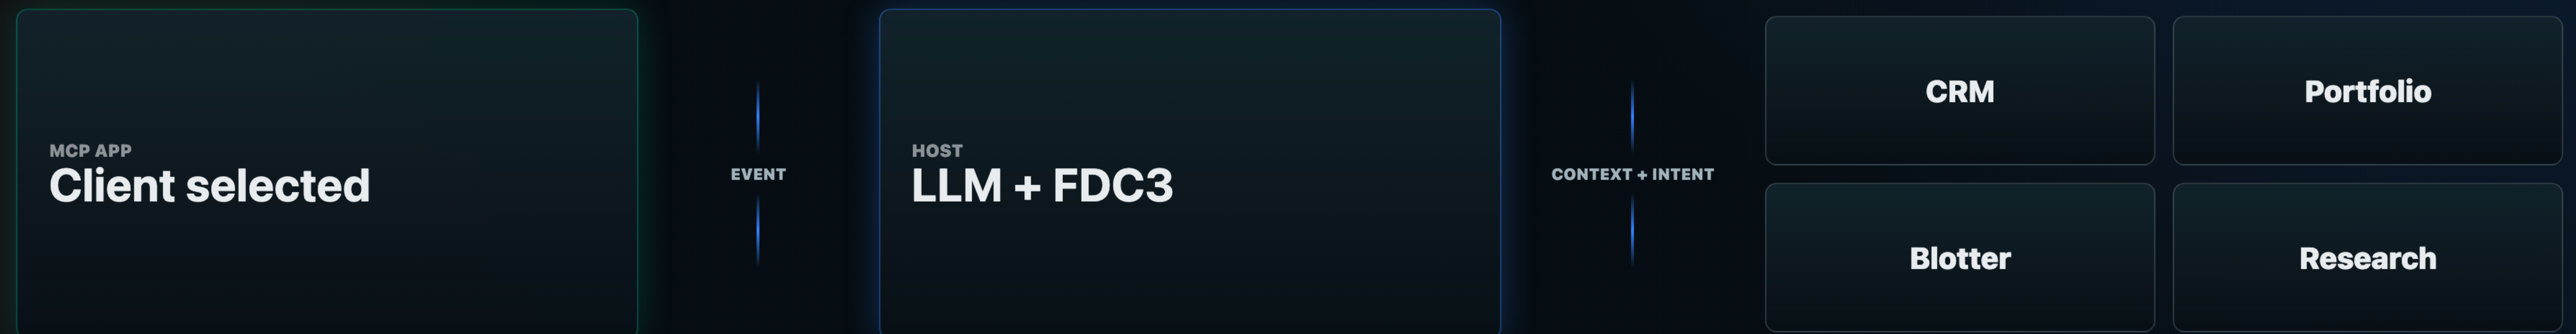 MCP APP
Client selected
EVENT
HOST
LLM + FDC3
CONTEXT + INTENT
CRM
Portfolio
Blotter
Research